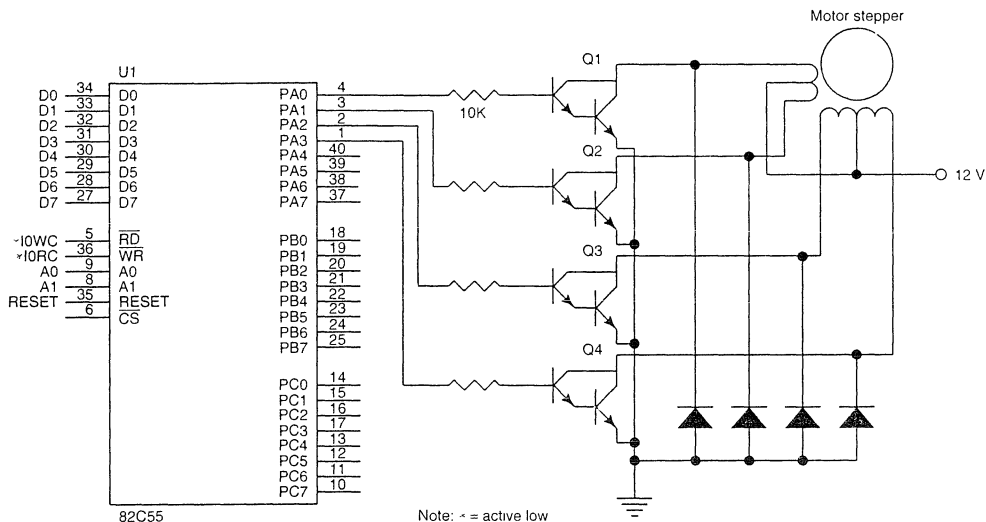 Motor stepper
U1
Q1
34 D0 D0 PA0 4
33 D1 D1 PA1 3
32 D2 D2 PA2 2
31 D3 D3 PA3 1
30 D4 D4 PA4 40
29 D5 D5 PA5 39
28 D6 D6 PA6 38
27 D7 D7 PA7 37
10K
Q2
12 V
*IOWC 5 RD PB0 18
*IORC 36 WR PB1 19
A0 9 A0 PB2 20
A1 8 A1 PB3 21
RESET 35 RESET PB4 22
6 CS PB5 23
PB6 24
PB7 25
Q3
Q4
PC0 14
PC1 15
PC2 16
PC3 17
PC4 13
PC5 12
PC6 11
PC7 10
82C55
Note: * = active low